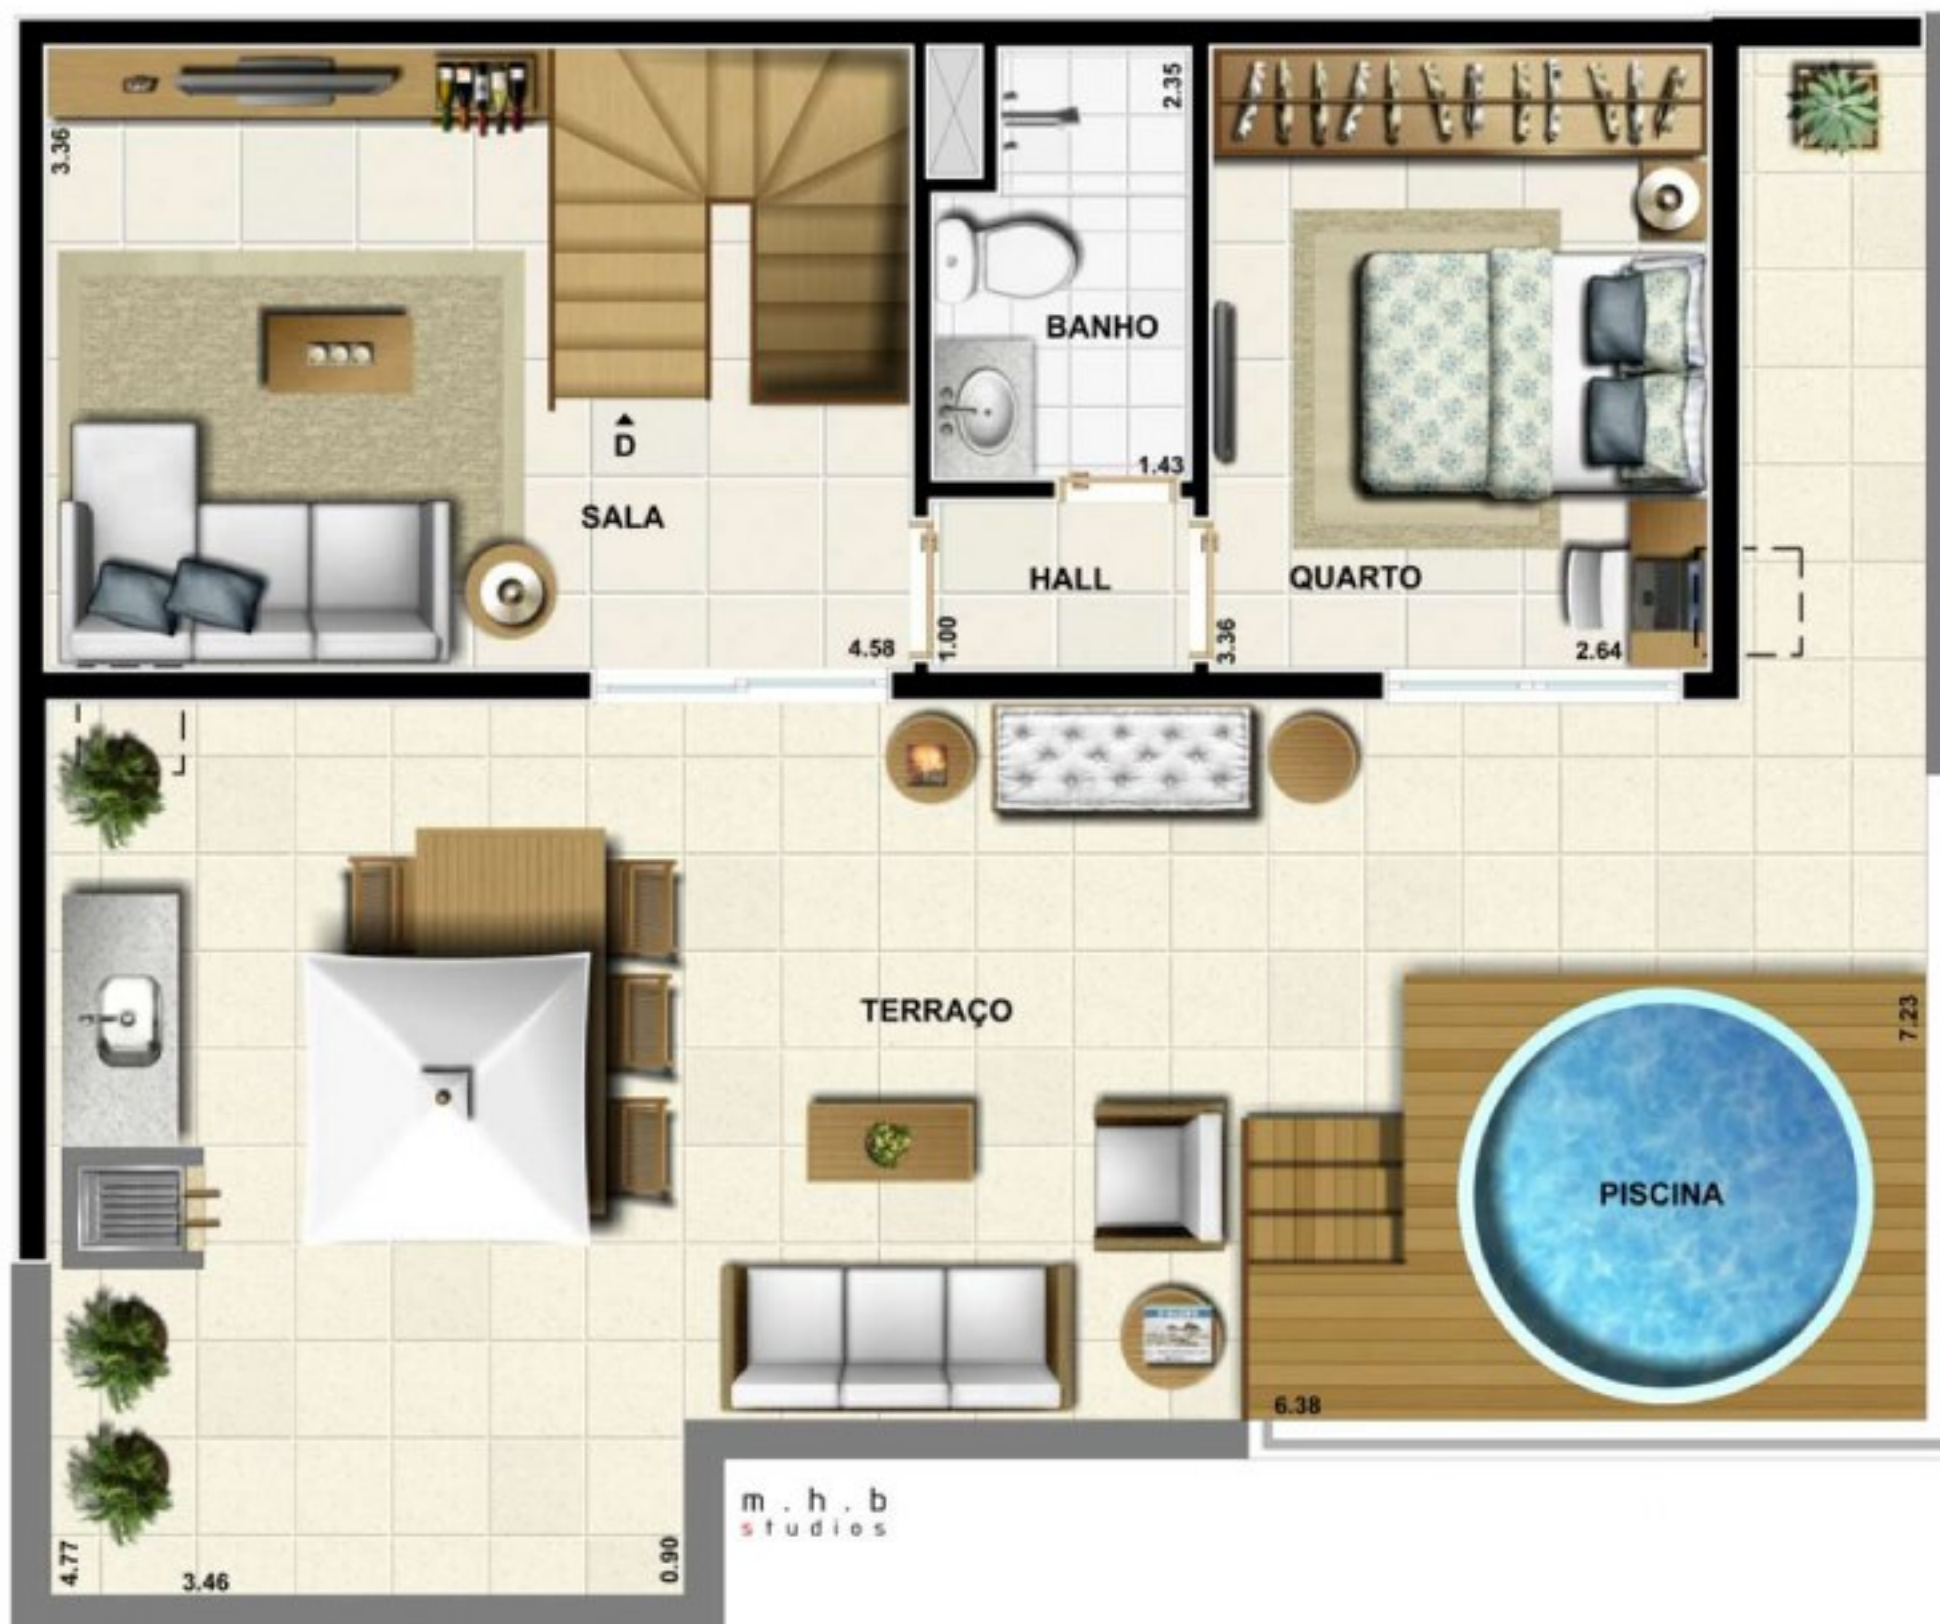 3.36
2.35
BANHO
D
1.43
SALA
HALL
QUARTO
4.58
1.00
3.36
2.64
TERRAÇO
7.23
PISCINA
6.38
m.h.b
studios
4.77
3.46
0.90